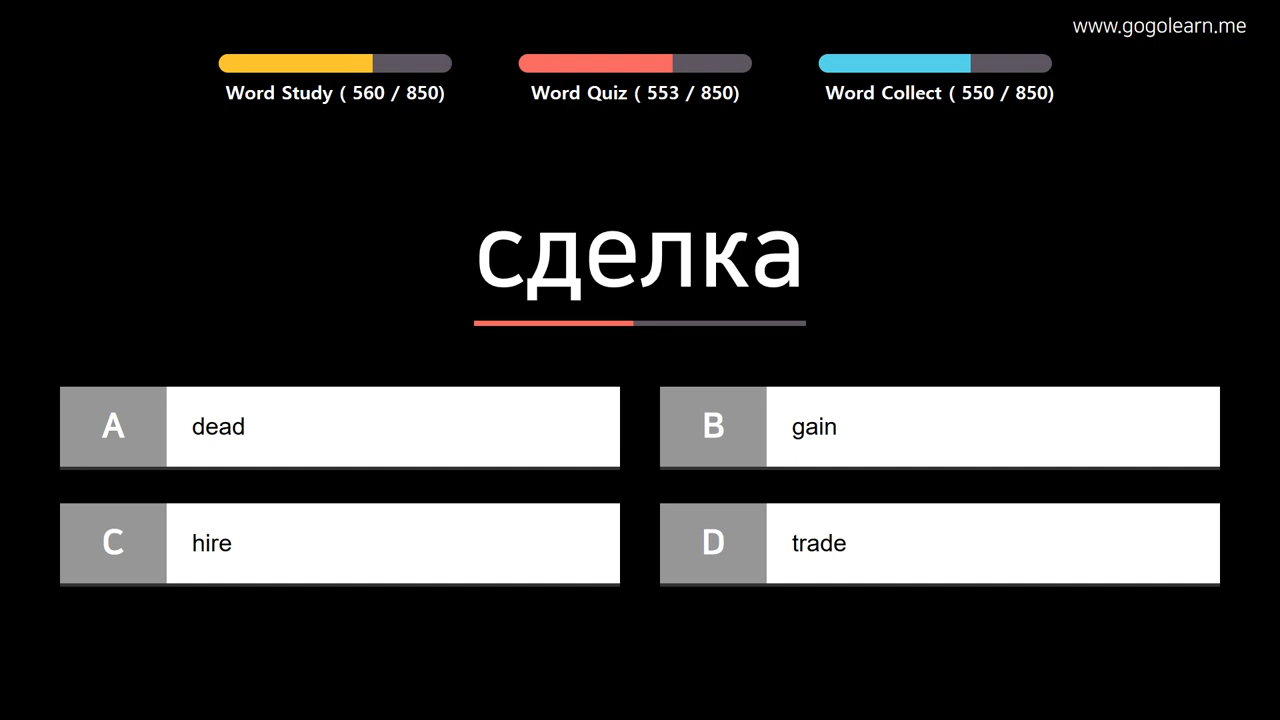 www.gogolearn.me
Word Study ( 560 / 850)
Word Quiz ( 553 / 850)
Word Collect ( 550 / 850)
сделка
A dead
B gain
C hire
D trade